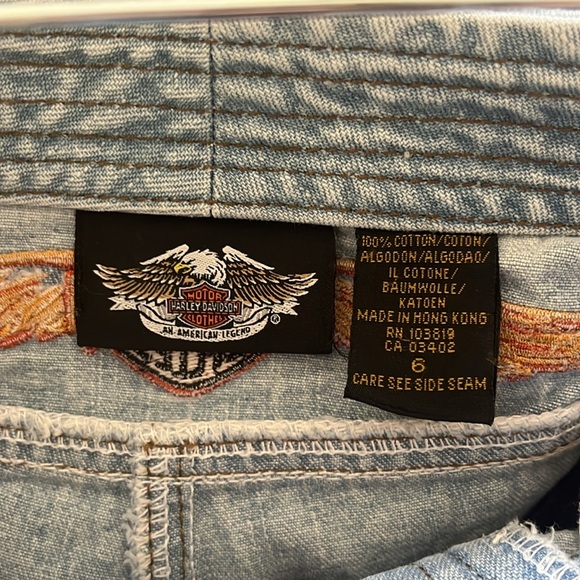 MOTOR
HARLEY-DAVIDSON
CLOTHES
AN AMERICAN LEGEND
®
100% COTTON/COTON/
ALGODON/ALGODAO/
IL COTONE/
BAUMWOLLE/
KATOEN
MADE IN HONG KONG
RN 103819
CA 03402
6
CARE SEE SIDE SEAM